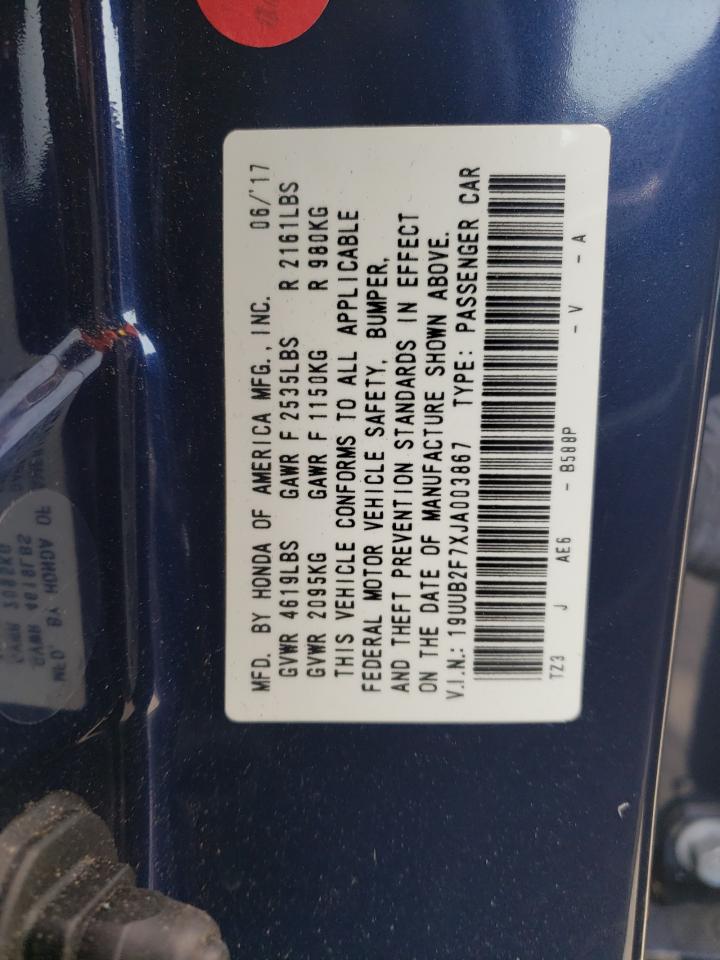 MFD. BY HONDA OF AMERICA MFG., INC. 06/'17
GVWR 4619LBS GAWR F 2535LBS R 2161LBS
GVWR 2095KG GAWR F 1150KG R 980KG
THIS VEHICLE CONFORMS TO ALL APPLICABLE
FEDERAL MOTOR VEHICLE SAFETY, BUMPER,
AND THEFT PREVENTION STANDARDS IN EFFECT
ON THE DATE OF MANUFACTURE SHOWN ABOVE.
V.I.N.: 19UUB2F7XJA003867 TYPE: PASSENGER CAR
TZ3 J AE6 - B588P - V - A